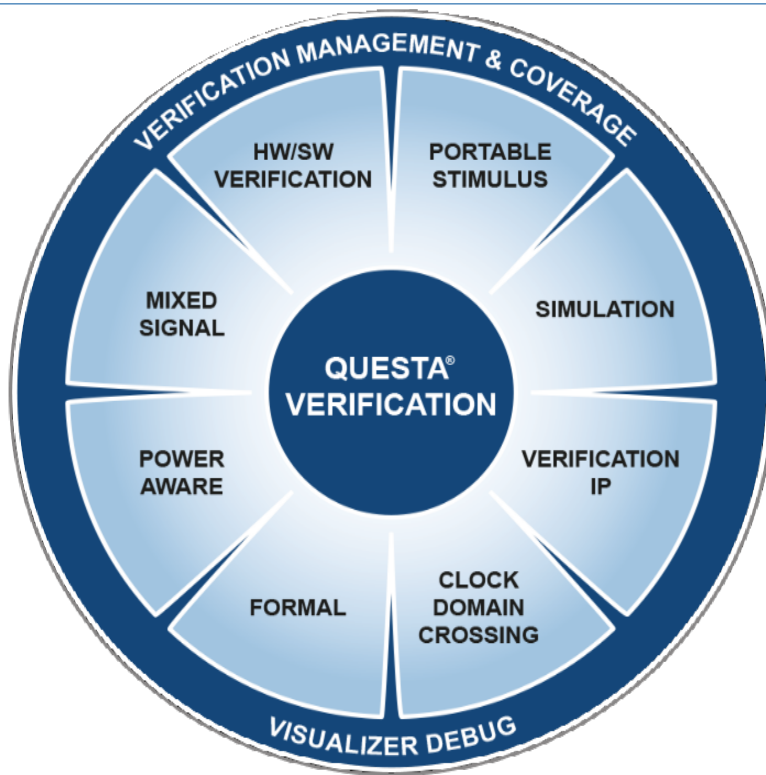 VERIFICATION MANAGEMENT & COVERAGE
HW/SW
VERIFICATION
PORTABLE
STIMULUS
MIXED
SIGNAL
SIMULATION
QUESTA®
VERIFICATION
POWER
AWARE
VERIFICATION
IP
FORMAL
CLOCK
DOMAIN
CROSSING
VISUALIZER DEBUG